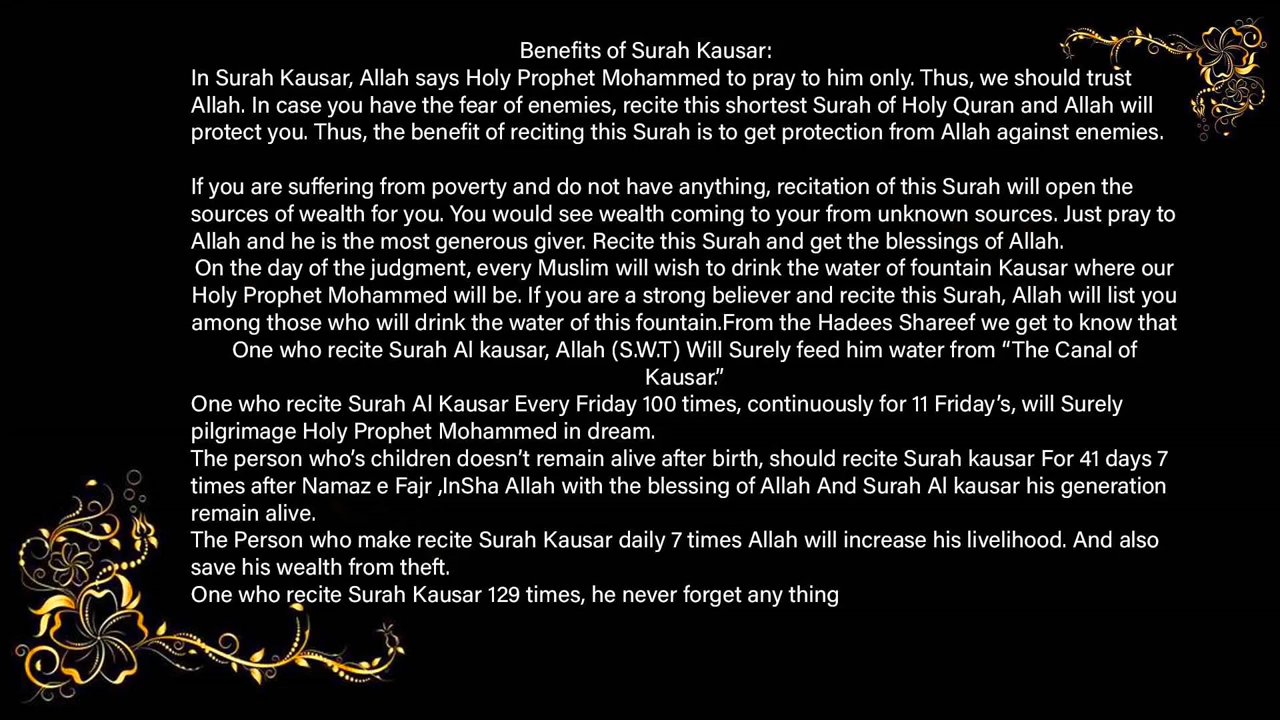 Benefits of Surah Kausar:
In Surah Kausar, Allah says Holy Prophet Mohammed to pray to him only. Thus, we should trust
Allah. In case you have the fear of enemies, recite this shortest Surah of Holy Quran and Allah will
protect you. Thus, the benefit of reciting this Surah is to get protection from Allah against enemies.
If you are suffering from poverty and do not have anything, recitation of this Surah will open the
sources of wealth for you. You would see wealth coming to your from unknown sources. Just pray to
Allah and he is the most generous giver. Recite this Surah and get the blessings of Allah.
On the day of the judgment, every Muslim will wish to drink the water of fountain Kausar where our
Holy Prophet Mohammed will be. If you are a strong believer and recite this Surah, Allah will list you
among those who will drink the water of this fountain.From the Hadees Shareef we get to know that
One who recite Surah Al kausar, Allah (S.W.T) Will Surely feed him water from “The Canal of
Kausar.”
One who recite Surah Al Kausar Every Friday 100 times, continuously for 11 Friday’s, will Surely
pilgrimage Holy Prophet Mohammed in dream.
The person who’s children doesn’t remain alive after birth, should recite Surah kausar For 41 days 7
times after Namaz e Fajr ,InSha Allah with the blessing of Allah And Surah Al kausar his generation
remain alive.
The Person who make recite Surah Kausar daily 7 times Allah will increase his livelihood. And also
save his wealth from theft.
One who recite Surah Kausar 129 times, he never forget any thing